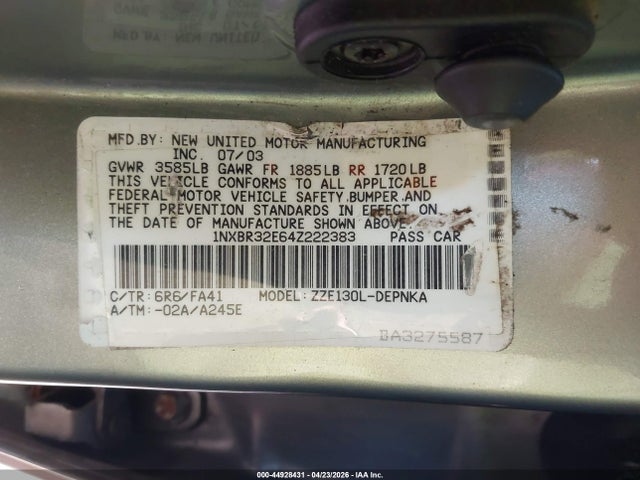 MFD.BY: NEW UNITED MOTOR MANUFACTURING
INC. 07/03
GVWR 3585LB GAWR FR 1885LB RR 1720LB
THIS VEHICLE CONFORMS TO ALL APPLICABLE
FEDERAL MOTOR VEHICLE SAFETY,BUMPER,AND
THEFT PREVENTION STANDARDS IN EFFECT ON
THE DATE OF MANUFACTURE SHOWN ABOVE.
1NXBR32E64Z222383 PASS CAR
C/TR: 6R6/FA41 MODEL: ZZE130L-DEPNKA
A/TM: -02A/A245E
BA3275587
000-44928431 - 04/23/2026 - IAA Inc.